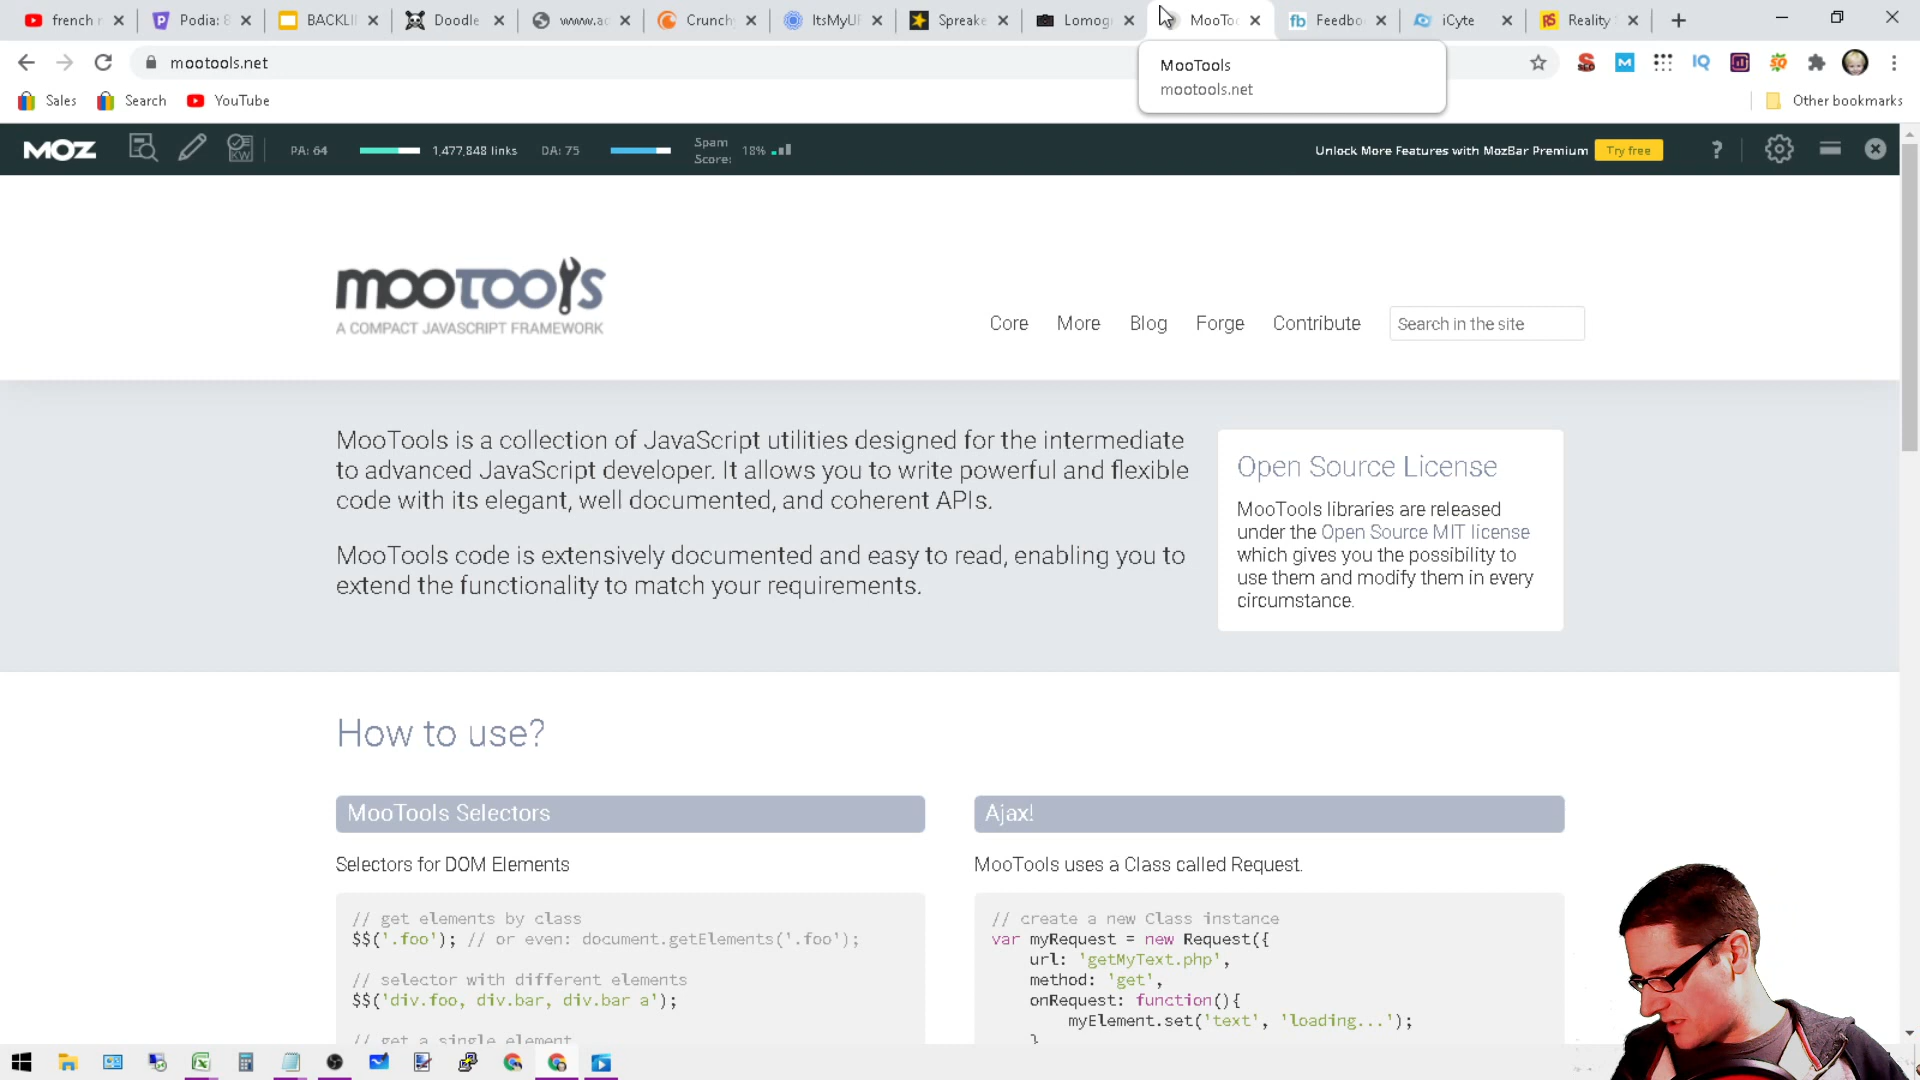 french r
Podia: 8
BACKLI
Doodle
www.ac
Crunch
ItsMyUR
Spreake
Lomog
MooToo
Feedbo
iCyte
Reality
mootools.net
MooTools
mootools.net
IQ
Sales
Search
YouTube
Other bookmarks
MOZ
KW
PA: 64
1,477,848 links
DA: 75
Spam
Score:
18%
Unlock More Features with MozBar Premium
Try free
?
mootools
A COMPACT JAVASCRIPT FRAMEWORK
Core
More
Blog
Forge
Contribute
Search in the site
MooTools is a collection of JavaScript utilities designed for the intermediate
to advanced JavaScript developer. It allows you to write powerful and flexible
code with its elegant, well documented, and coherent APIs.
MooTools code is extensively documented and easy to read, enabling you to
extend the functionality to match your requirements.
Open Source License
MooTools libraries are released
under the Open Source MIT license
which gives you the possibility to
use them and modify them in every
circumstance.
How to use?
MooTools Selectors
Selectors for DOM Elements
// get elements by class
$$('.foo'); // or even: document.getElements('.foo');
// selector with different elements
$$('div.foo, div.bar, div.bar a');
// get a single element
Ajax!
MooTools uses a Class called Request.
// create a new Class instance
var myRequest = new Request({
url: 'getMyText.php',
method: 'get',
onRequest: function(){
myElement.set('text', 'loading...');
}